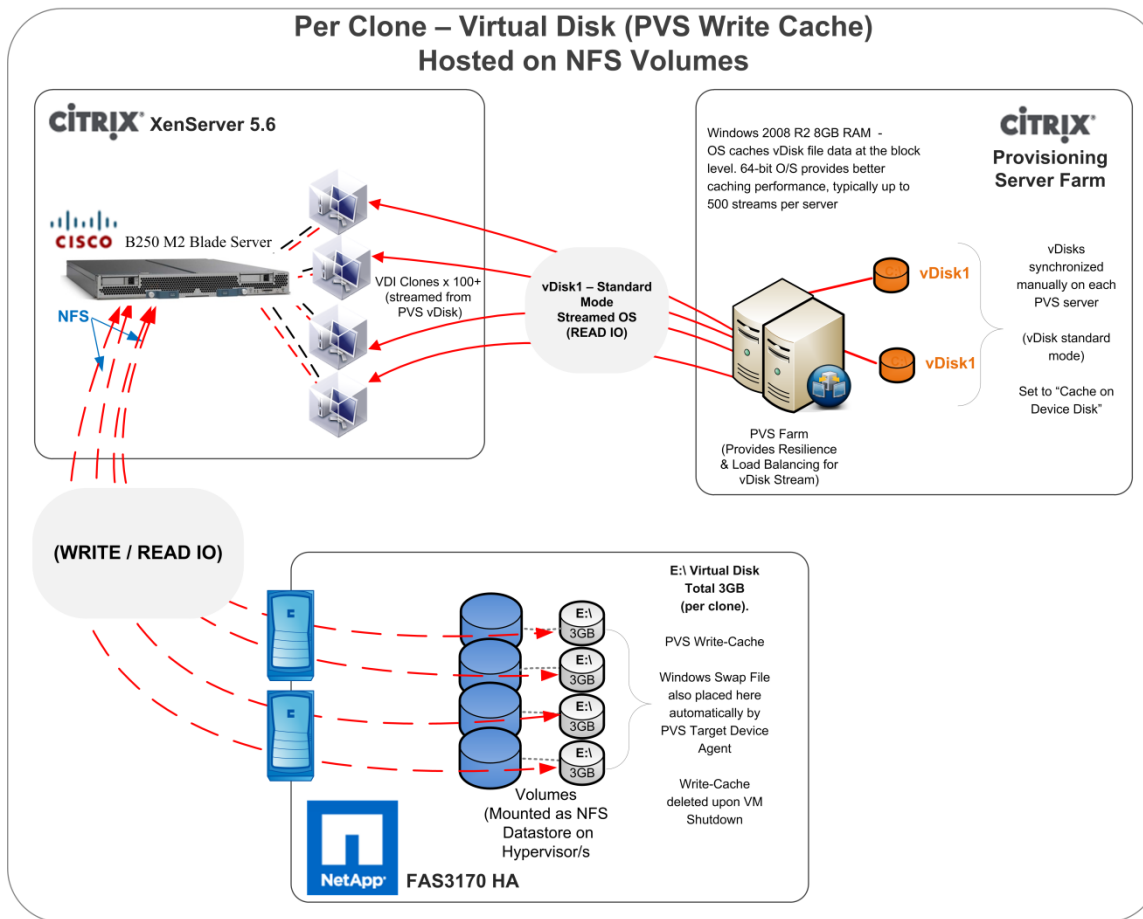 Per Clone – Virtual Disk (PVS Write Cache)
Hosted on NFS Volumes
CITRIX® XenServer 5.6
CISCO
B250 M2 Blade Server
NFS
VDI Clones x 100+
(streamed from
PVS vDisk)
vDisk1 – Standard
Mode
Streamed OS
(READ IO)
Windows 2008 R2 8GB RAM -
OS caches vDisk file data at the block
level. 64-bit O/S provides better
caching performance, typically up to
500 streams per server
CITRIX®
Provisioning
Server Farm
vDisk1
vDisk1
vDisks
synchronized
manually on each
PVS server
(vDisk standard
mode)
Set to “Cache on
Device Disk”
PVS Farm
(Provides Resilience
& Load Balancing for
vDisk Stream)
(WRITE / READ IO)
E:\
3GB
E:\
3GB
E:\
3GB
E:\
3GB
E:\ Virtual Disk
Total 3GB
(per clone).
PVS Write-Cache
Windows Swap File
also placed here
automatically by
PVS Target Device
Agent
Write-Cache
deleted upon VM
Shutdown
Volumes
(Mounted as NFS
Datastore on
Hypervisor/s
NetApp®
FAS3170 HA